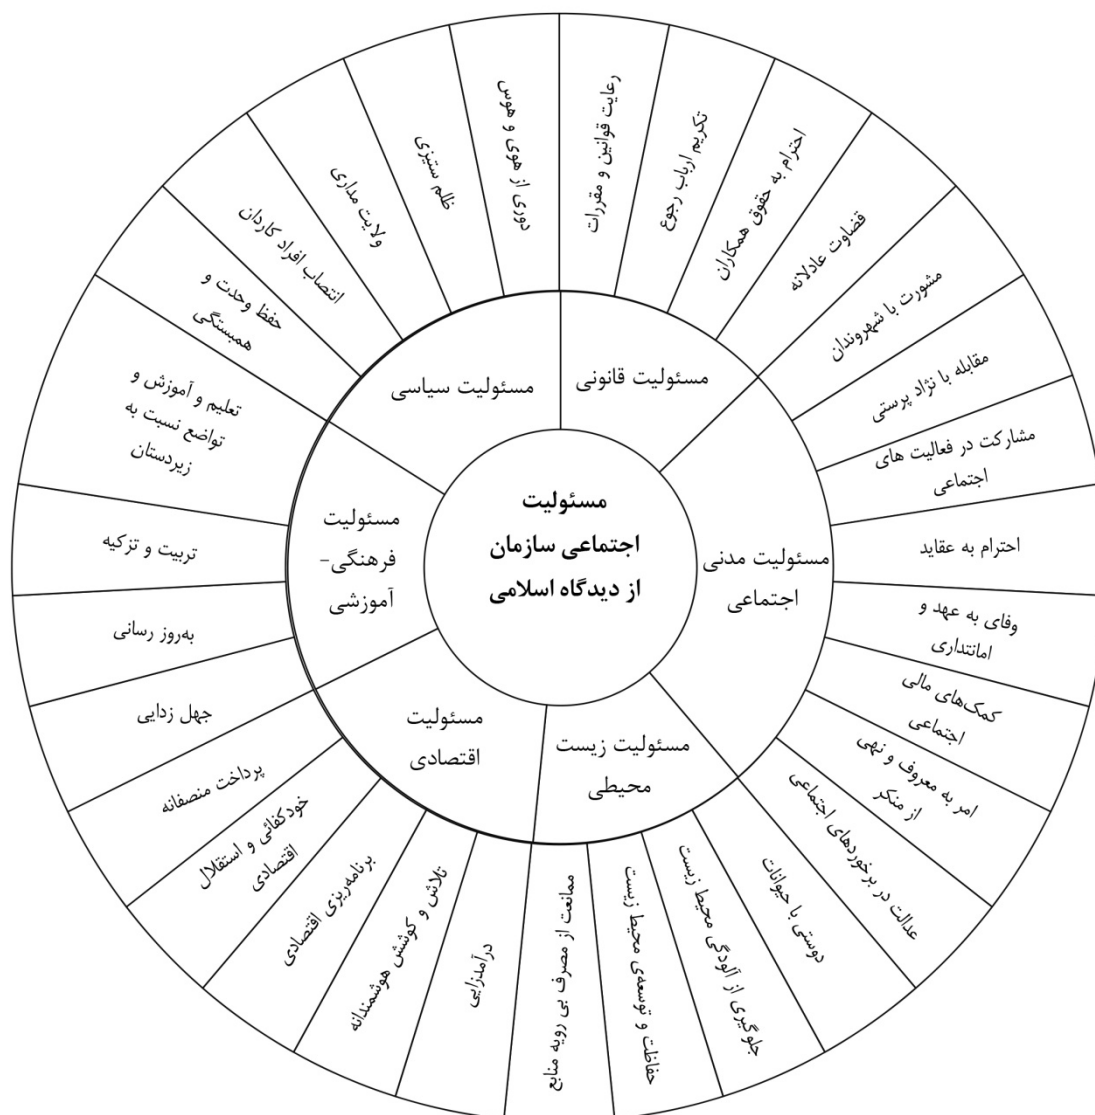 مسئولیت
اجتماعی سازمان
از دیدگاه اسلامی
مسئولیت قانونی
مسئولیت مدنی
اجتماعی
مسئولیت زیست
محیطی
مسئولیت
اقتصادی
مسئولیت
فرهنگی-
آموزشی
مسئولیت سیاسی
رعایت قوانین و مقررات
تکریم ارباب رجوع
احترام به حقوق همکاران
قضاوت عادلانه
مشورت با شهروندان
مقابله با نژاد پرستی
مشارکت در فعالیت های
اجتماعی
احترام به عقاید
وفای به عهد و
امانتداری
کمک‌های مالی
اجتماعی
امر به معروف و نهی
از منکر
عدالت در برخوردهای اجتماعی
دوستی با حیوانات
جلوگیری از آلودگی محیط زیست
حفاظت و توسعه‌ی محیط زیست
ممانعت از مصرف بی رویه منابع
درآمدزایی
تلاش و کوشش هوشمندانه
برنامه‌ریزی اقتصادی
خودکفائی و استقلال
اقتصادی
پرداخت منصفانه
جهل زدایی
به‌روز رسانی
تربیت و تزکیه
تعلیم و آموزش و
تواضع نسبت به
زیردستان
حفظ وحدت و
همبستگی
انتصاب افراد کاردان
ولایت مداری
ظلم ستیزی
دوری از هوی و هوس